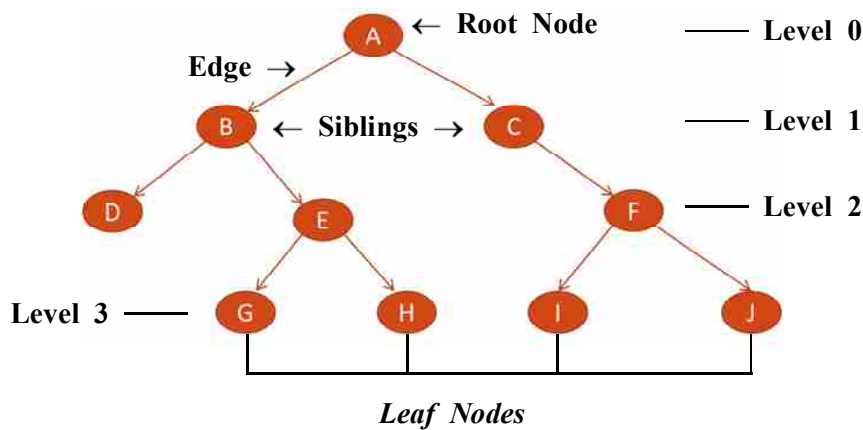 A ← Root Node Level 0
Edge →
B ← Siblings → C Level 1
D E F Level 2
Level 3 G H I J
Leaf Nodes